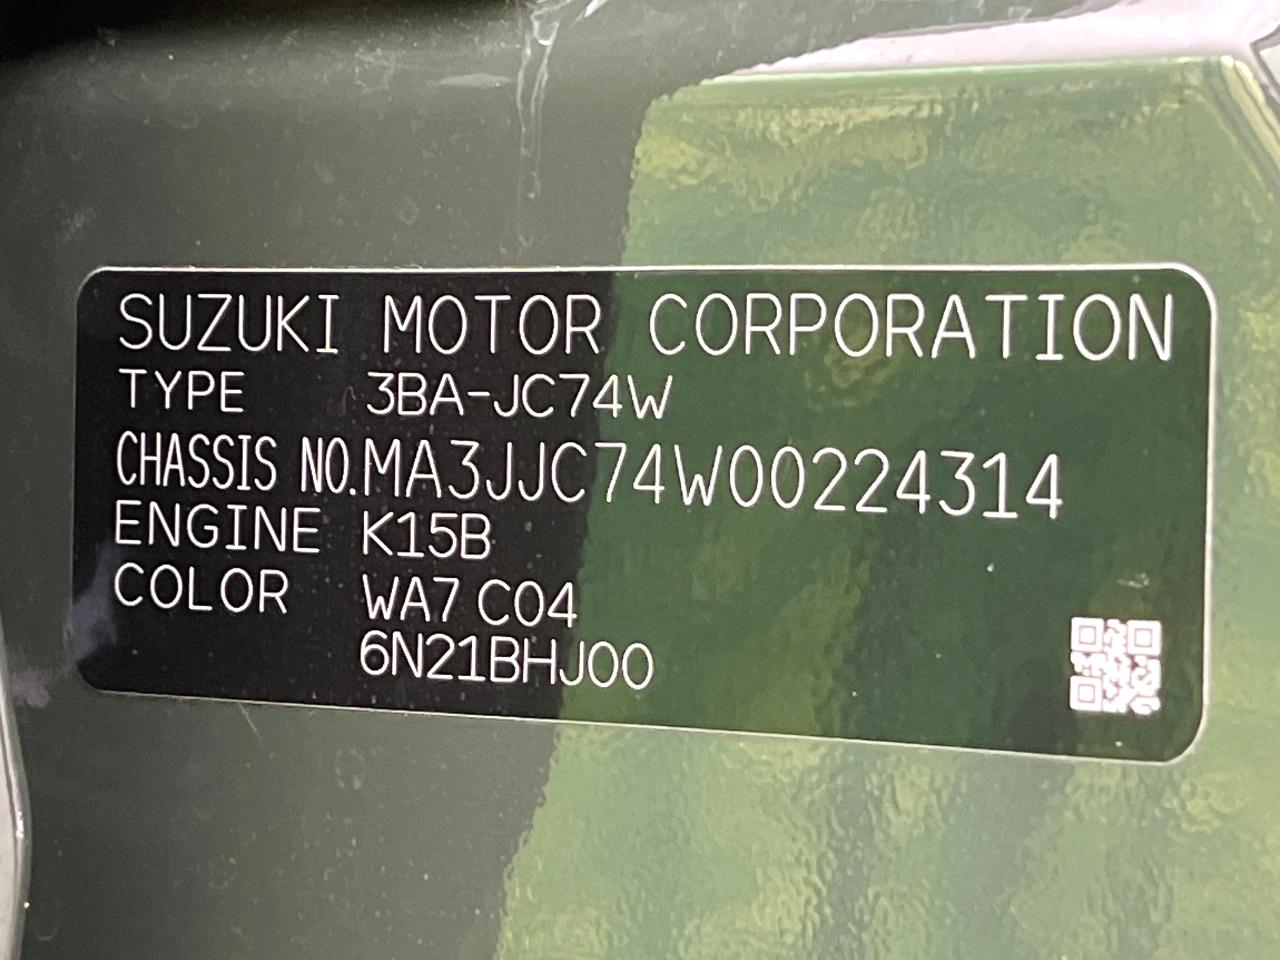 SUZUKI MOTOR CORPORATION
TYPE 3BA-JC74W
CHASSIS NO.MA3JJC74W00224314
ENGINE K15B
COLOR WA7 C04
6N21BHJ00